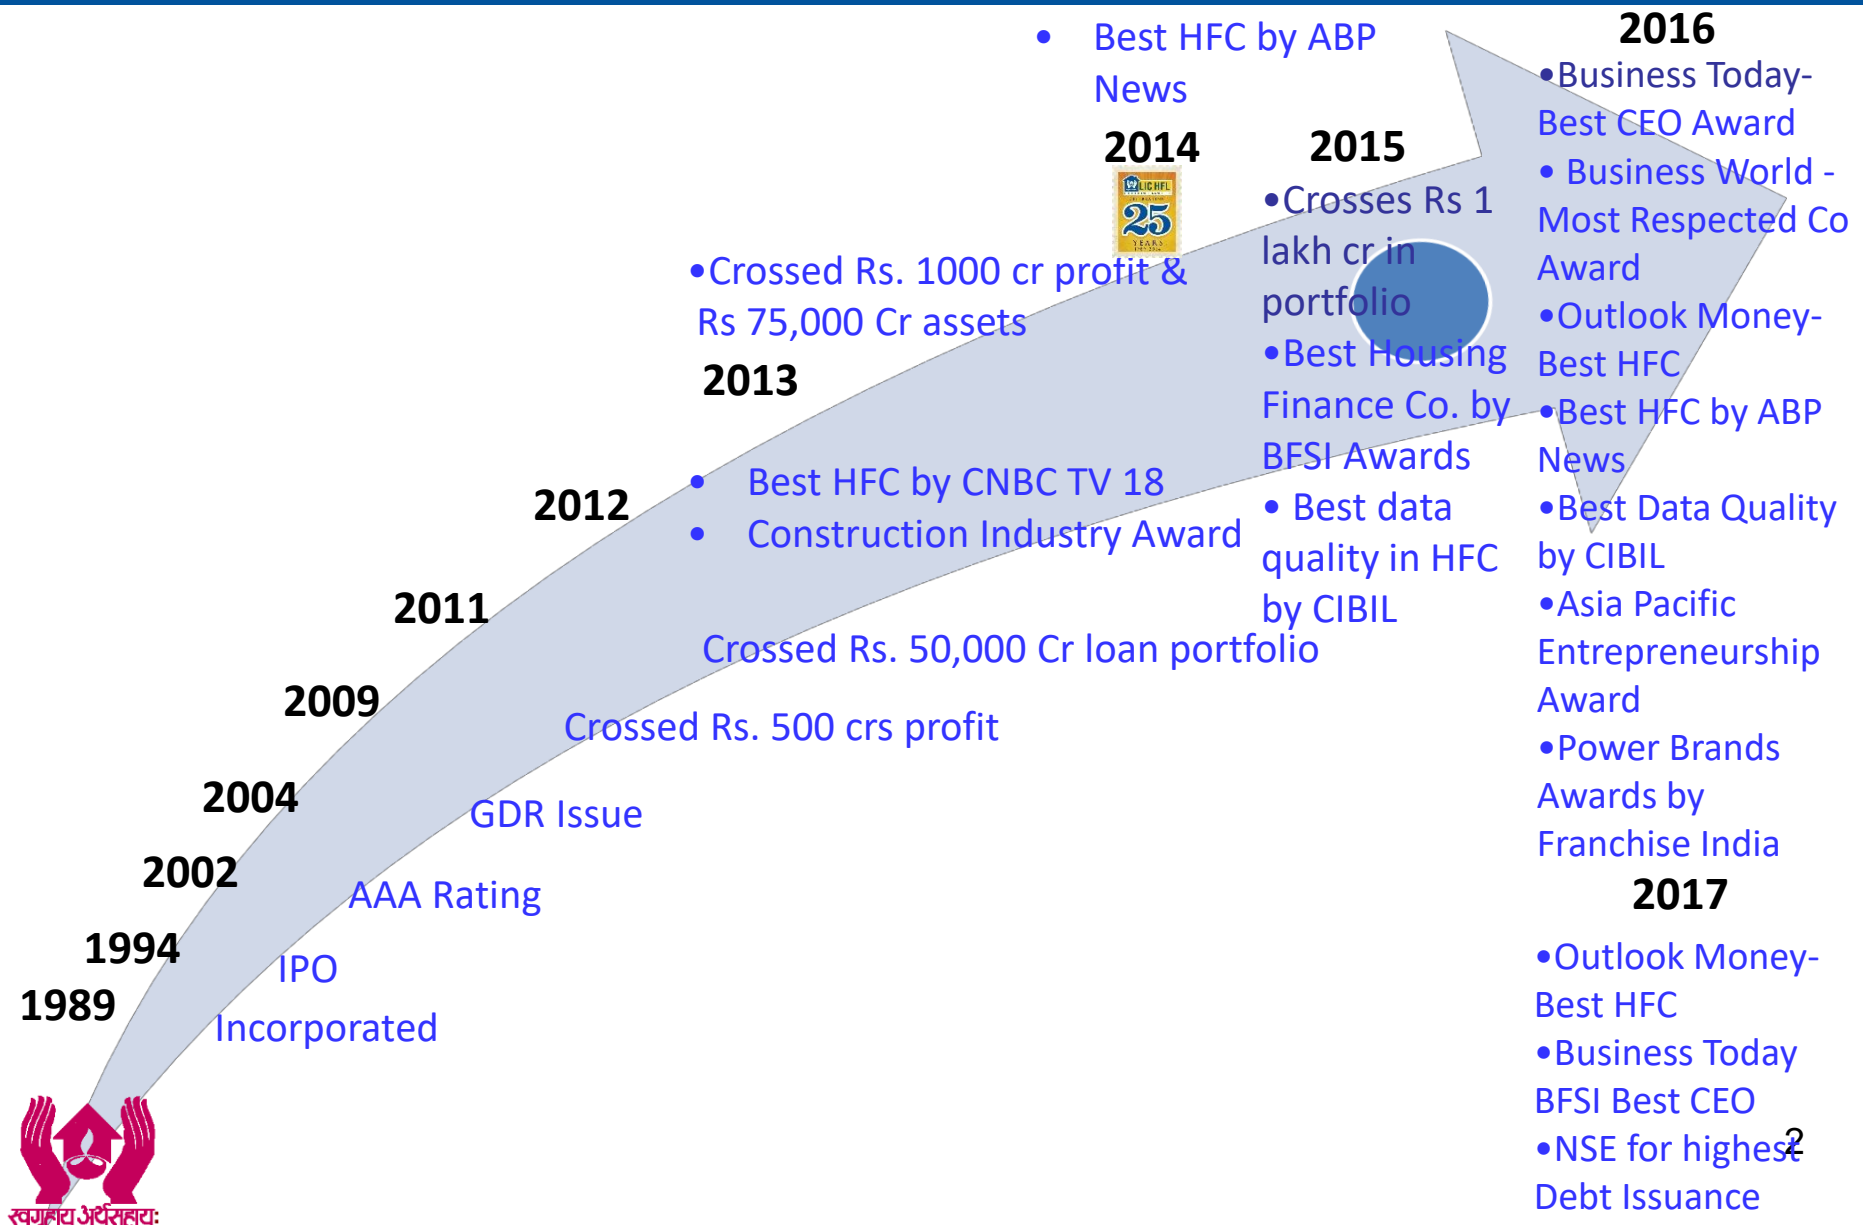 • Best HFC by ABP
News
2014
LIC HFL
25
YEARS
2015
•Crosses Rs 1
lakh cr in
portfolio
•Best Housing
Finance Co. by
BFSI Awards
• Best data
quality in HFC
by CIBIL
2016
•Business Today-
Best CEO Award
• Business World -
Most Respected Co
Award
•Outlook Money-
Best HFC
•Best HFC by ABP
News
•Best Data Quality
by CIBIL
•Asia Pacific
Entrepreneurship
Award
•Power Brands
Awards by
Franchise India
2017
•Outlook Money-
Best HFC
•Business Today
BFSI Best CEO
•NSE for highest
Debt Issuance
•Crossed Rs. 1000 cr profit &
Rs 75,000 Cr assets
2013
• Best HFC by CNBC TV 18
• Construction Industry Award
2012
Crossed Rs. 50,000 Cr loan portfolio
2011
Crossed Rs. 500 crs profit
2009
GDR Issue
2004
AAA Rating
2002
IPO
1994
Incorporated
1989
2